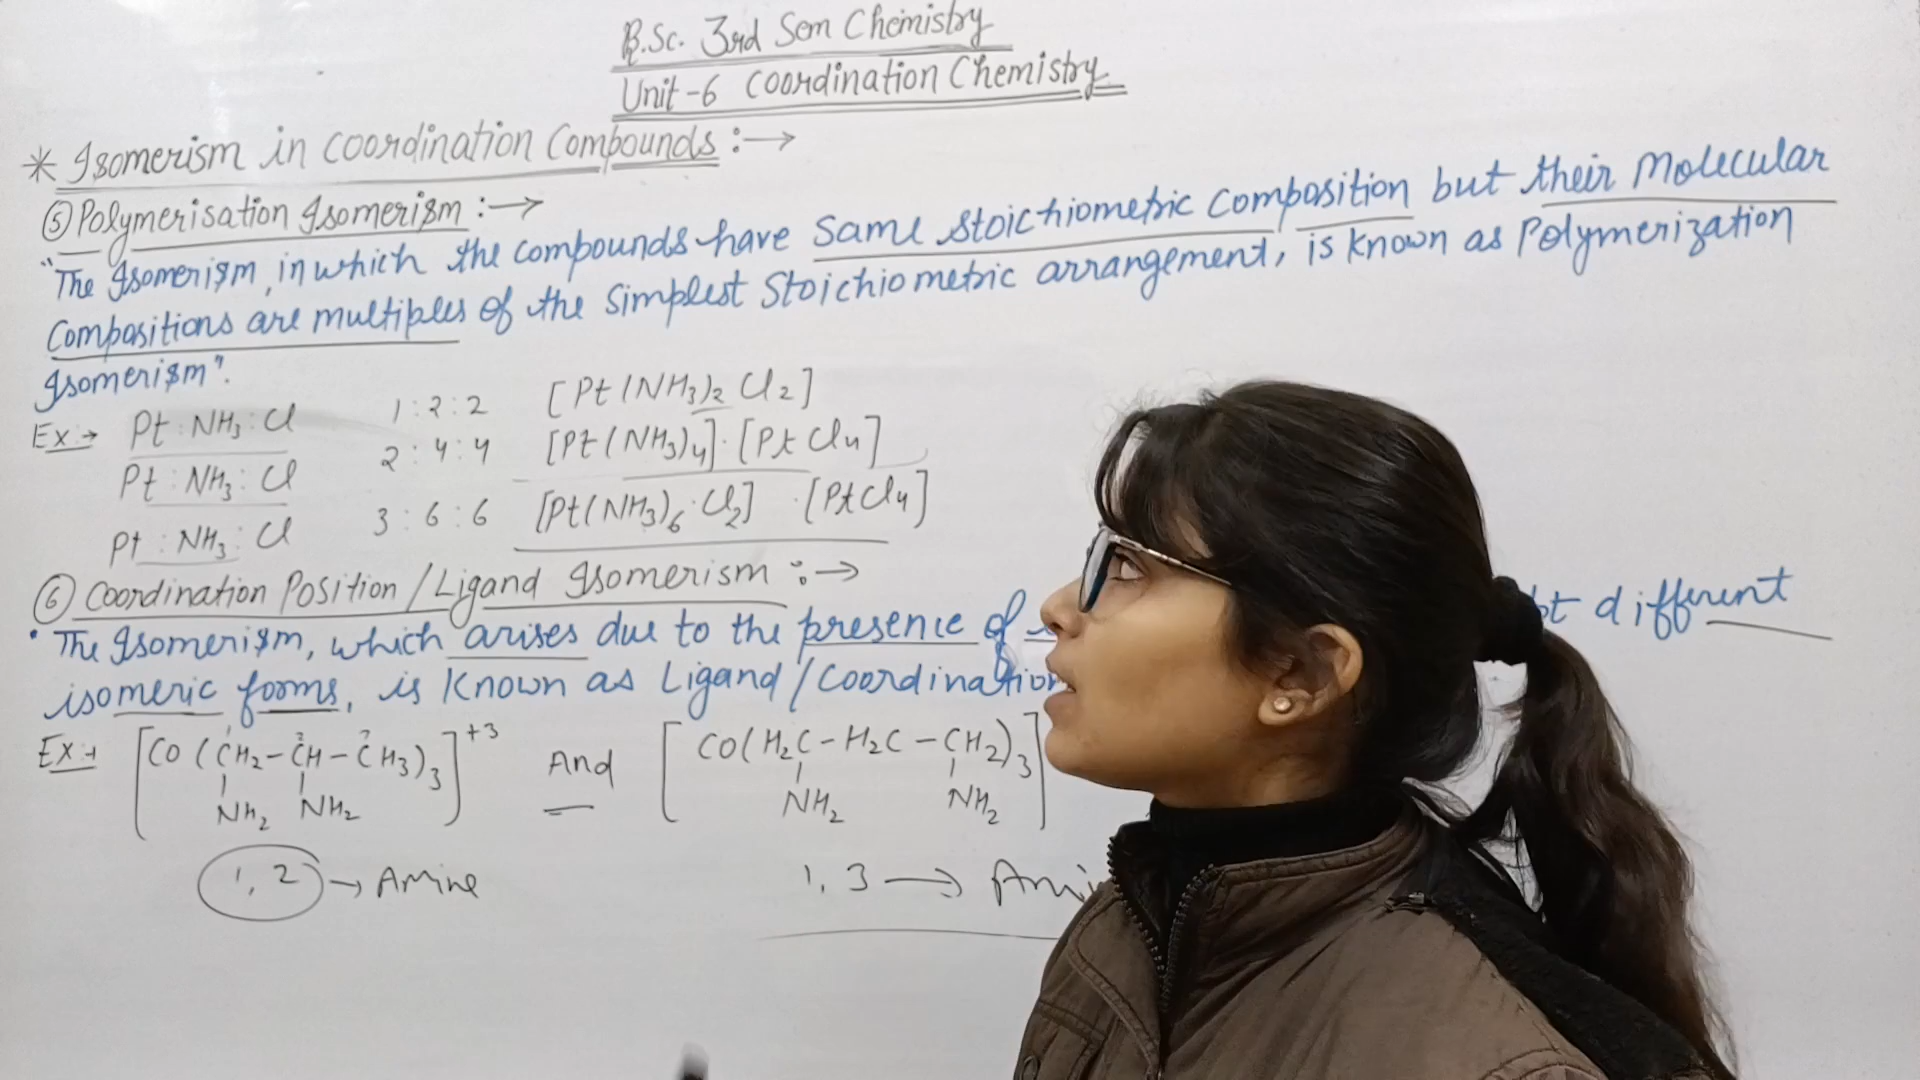 B.Sc. 3rd Sem Chemistry
Unit-6 Coordination Chemistry
* Isomerism in Coordination Compounds :→
⑤ Polymerisation Isomerism :→
"The Isomerism, in which the compounds have same stoichiometric composition but their Molecular
Compositions are multiples of the simplest Stoichiometric arrangement, is known as Polymerization
Isomerism".
Ex:→ Pt : NH3 : Cl 1 : 2 : 2 [Pt(NH3)2 Cl2]
Pt : NH3 : Cl 2 : 4 : 4 [Pt(NH3)4]·[PtCl4]
Pt : NH3 : Cl 3 : 6 : 6 [Pt(NH3)6·Cl2] ·[PtCl4]
⑥ Coordination Position/Ligand Isomerism :→
"The Isomerism, which arises due to the presence of different
isomeric forms, is known as Ligand/Coordination
Ex:→ [Co(CH2-CH-CH3)3]+3 And [Co(H2C-H2C-CH2)3]
1 2 3
NH2 NH2 NH2 NH2
1, 2 → Amine 1, 3 →